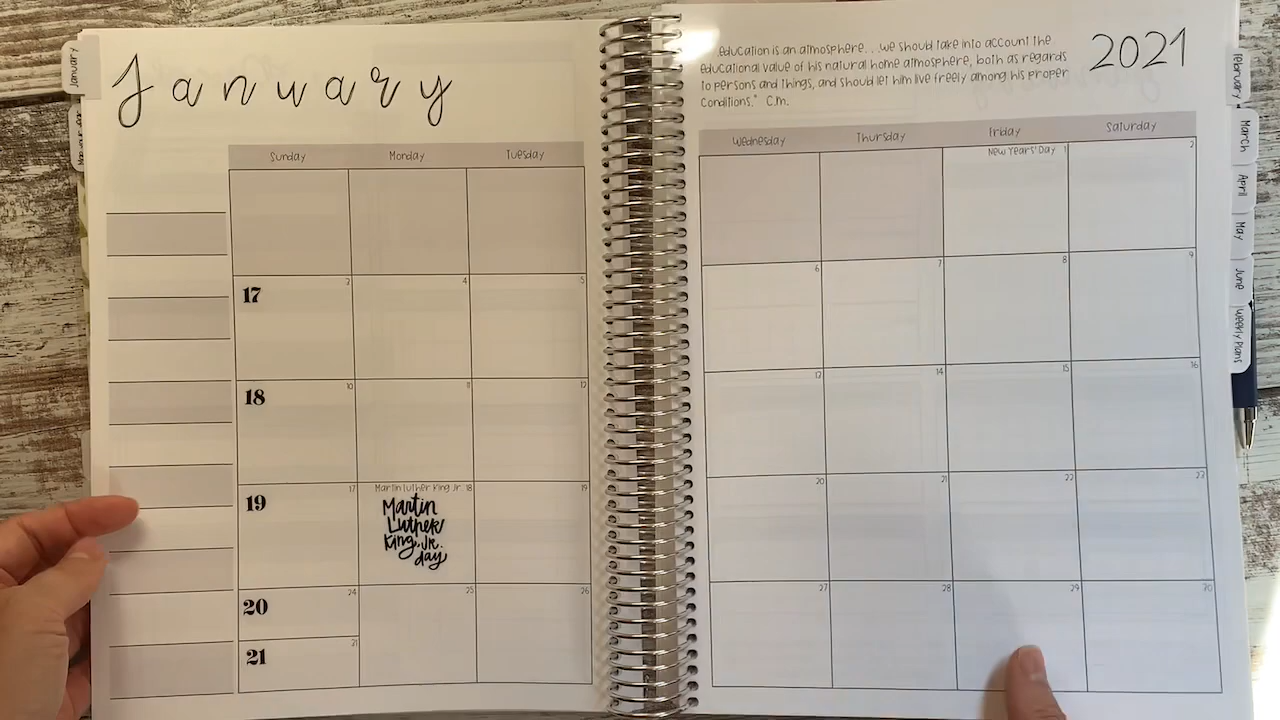 January
January
Sunday Monday Tuesday
17 3 4 5
18 10 11 12
19 17 Martin Luther King Jr. 18 19
Martin
Luther
King, Jr.
day
20 24 25 26
21
education is an atmosphere. . .we should take into account the
educational value of his natural home atmosphere, both as regards
to persons and things, and should let him live freely among his proper
conditions." C.m.
2021
Wednesday Thursday Friday Saturday
New Years' Day 1 2
6 7 8 9
13 14 15 16
20 21 22 23
27 28 29 30
February
March
April
May
June
Weekly Plans